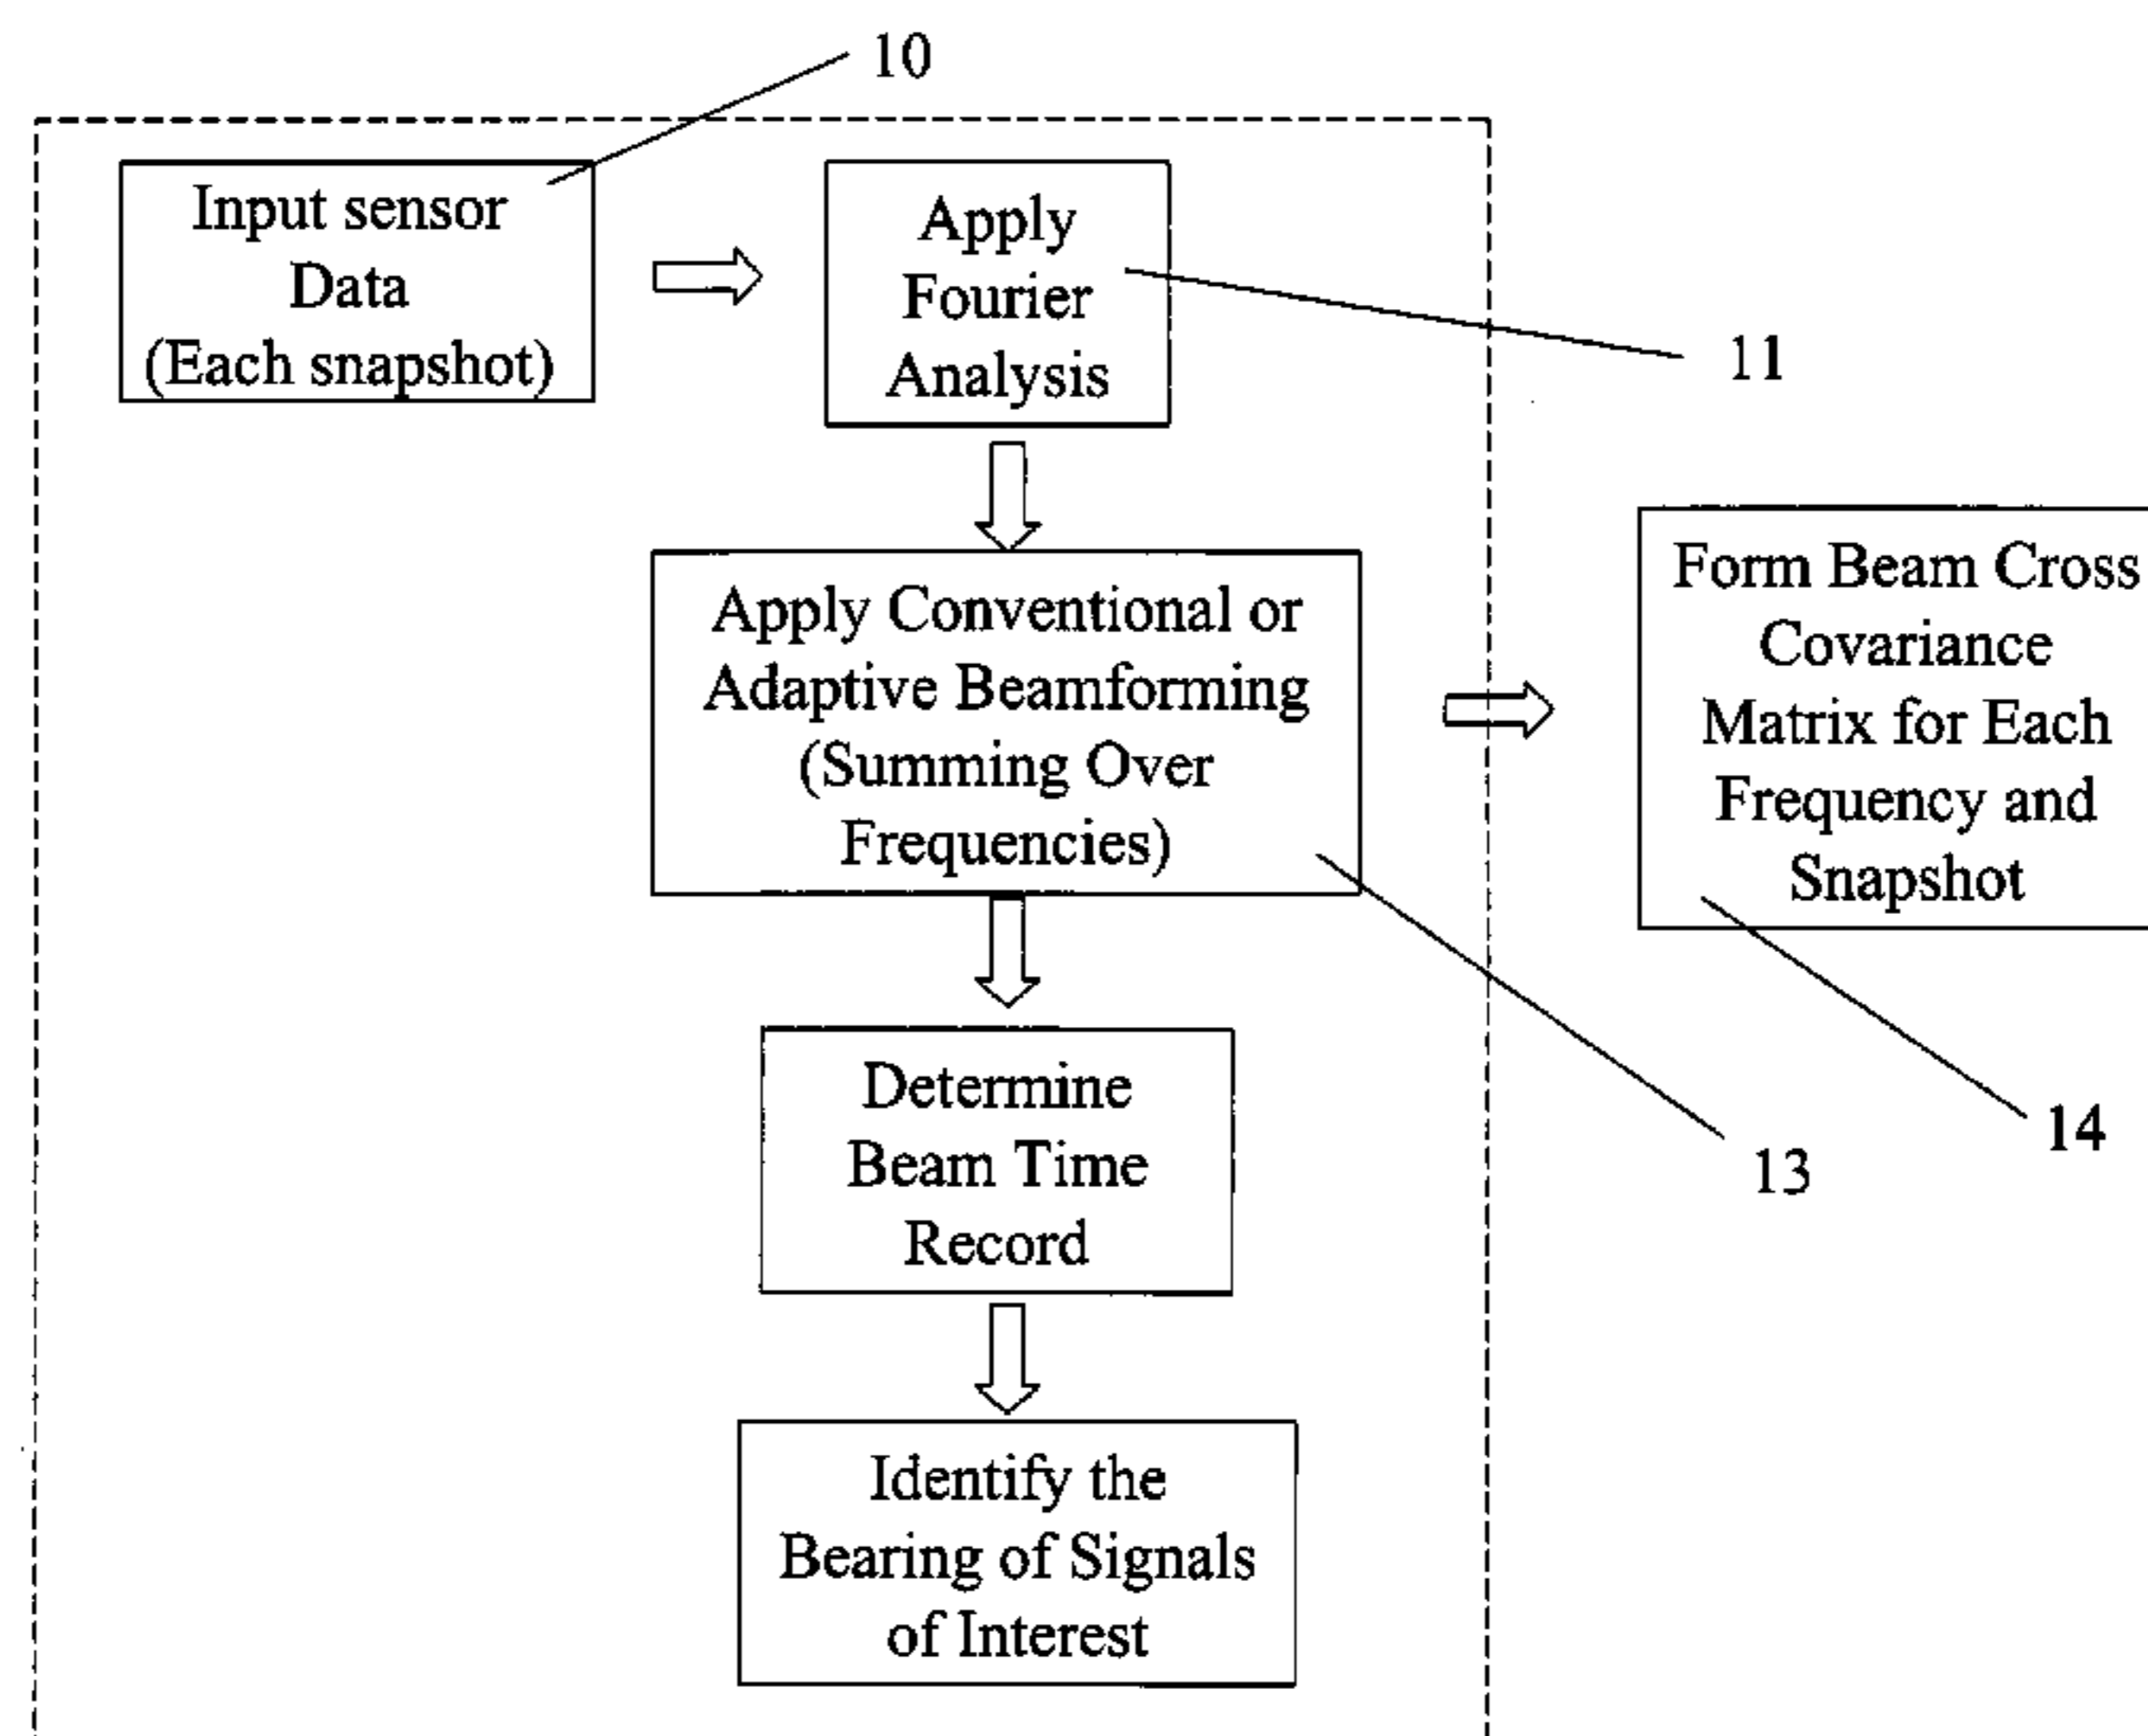 10
Input sensor
Data
(Each snapshot)
Apply
Fourier
Analysis
11
Apply Conventional or
Adaptive Beamforming
(Summing Over
Frequencies)
Form Beam Cross
Covariance
Matrix for Each
Frequency and
Snapshot
Determine
Beam Time
Record
14
13
Identify the
Bearing of Signals
of Interest